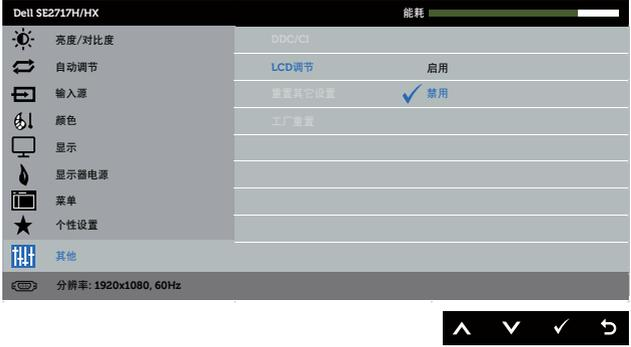 Dell SE2717H/HX
能耗
亮度/对比度
DDC/CI
自动调节
LCD调节
启用
输入源
重置其它设置
禁用
颜色
工厂重置
显示
显示器电源
菜单
个性设置
其他
分辨率: 1920x1080, 60Hz